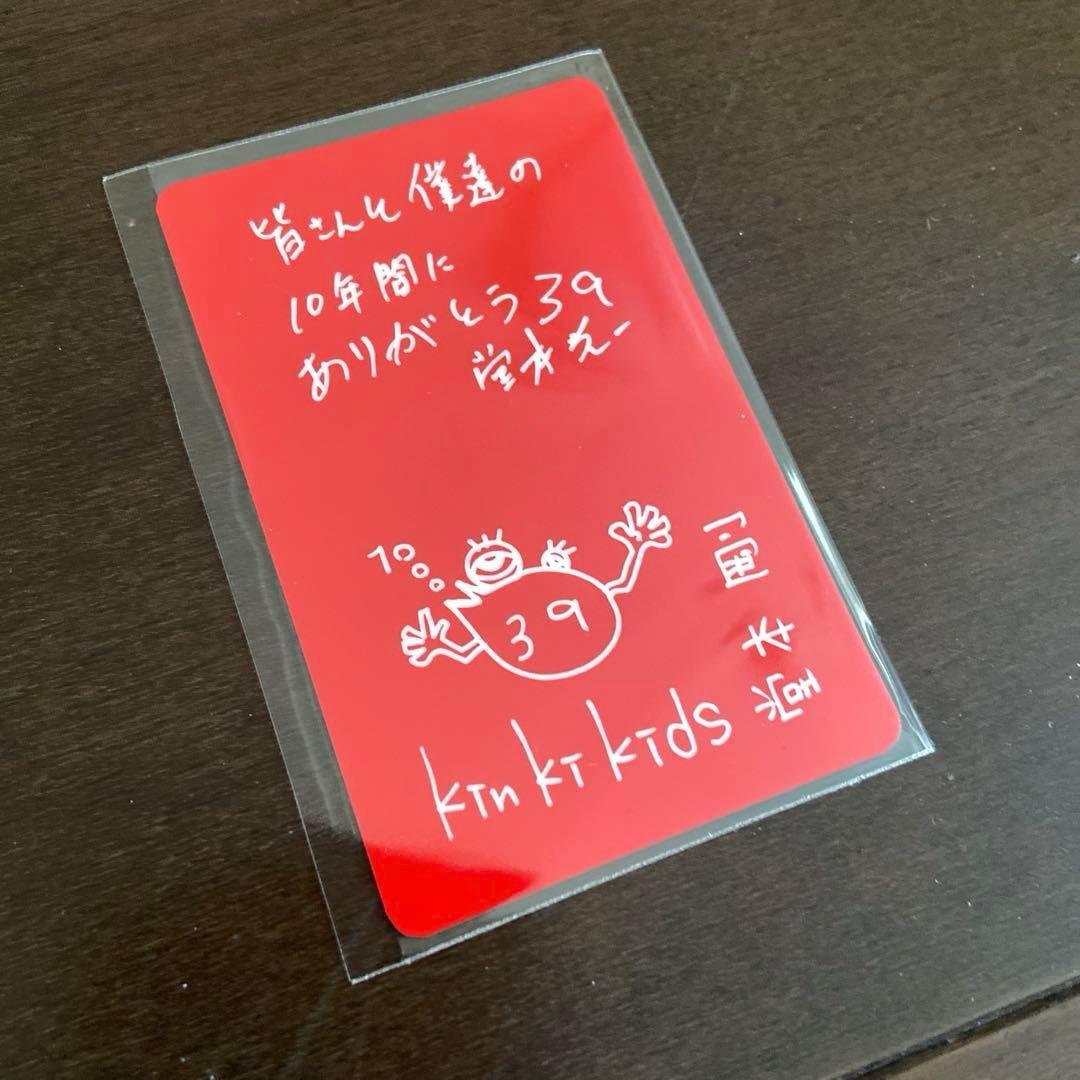 皆さんと僕達の
10年間に
ありがとう39
堂本光一
10
39
kinki kids
堂本剛